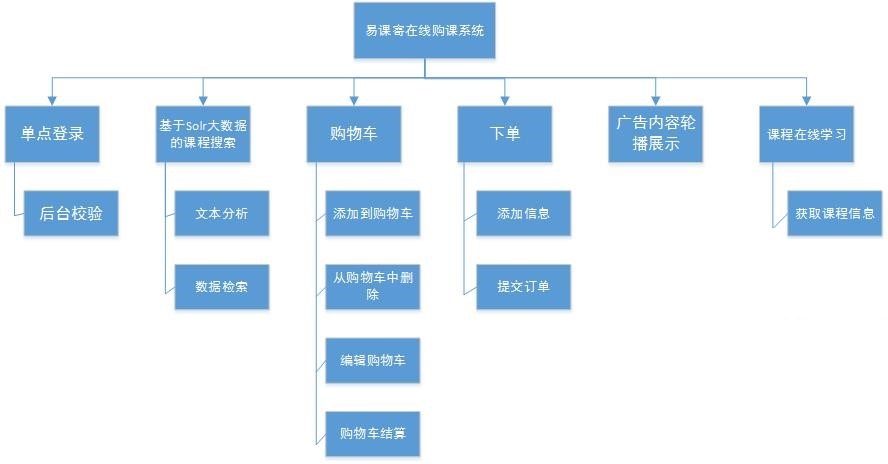 易课寄在线购课系统
单点登录
基于Solr大数据
的课程搜索
购物车
下单
广告内容轮
播展示
课程在线学习
后台校验
文本分析
添加到购物车
添加信息
获取课程信息
数据检索
从购物车中删
除
提交订单
编辑购物车
购物车结算